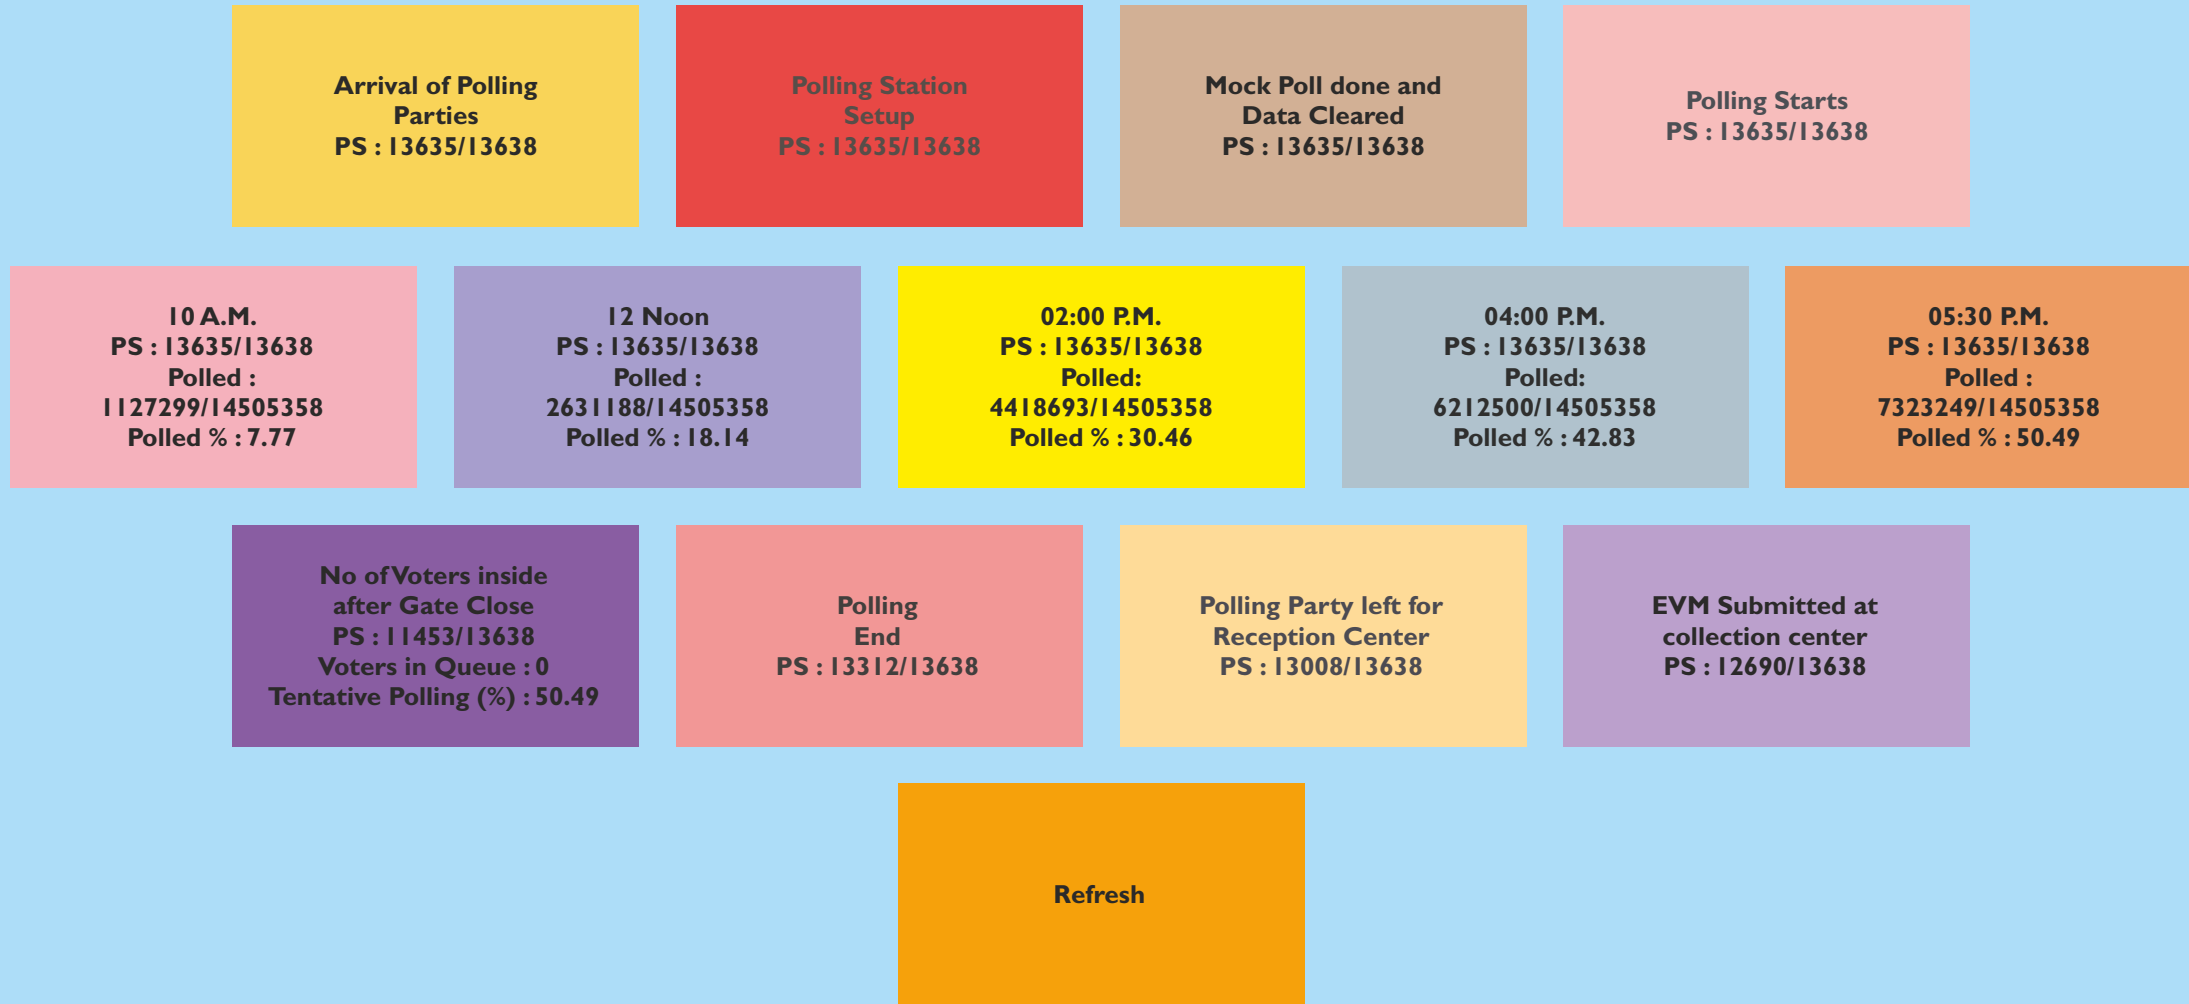 Arrival of Polling
Parties
PS : 13635/13638
Polling Station
Setup
PS : 13635/13638
Mock Poll done and
Data Cleared
PS : 13635/13638
Polling Starts
PS : 13635/13638
10 A.M.
PS : 13635/13638
Polled :
1127299/14505358
Polled % : 7.77
12 Noon
PS : 13635/13638
Polled :
2631188/14505358
Polled % : 18.14
02:00 P.M.
PS : 13635/13638
Polled:
4418693/14505358
Polled % : 30.46
04:00 P.M.
PS : 13635/13638
Polled:
6212500/14505358
Polled % : 42.83
05:30 P.M.
PS : 13635/13638
Polled :
7323249/14505358
Polled % : 50.49
No of Voters inside
after Gate Close
PS : 11453/13638
Voters in Queue : 0
Tentative Polling (%) : 50.49
Polling
End
PS : 13312/13638
Polling Party left for
Reception Center
PS : 13008/13638
EVM Submitted at
collection center
PS : 12690/13638
Refresh